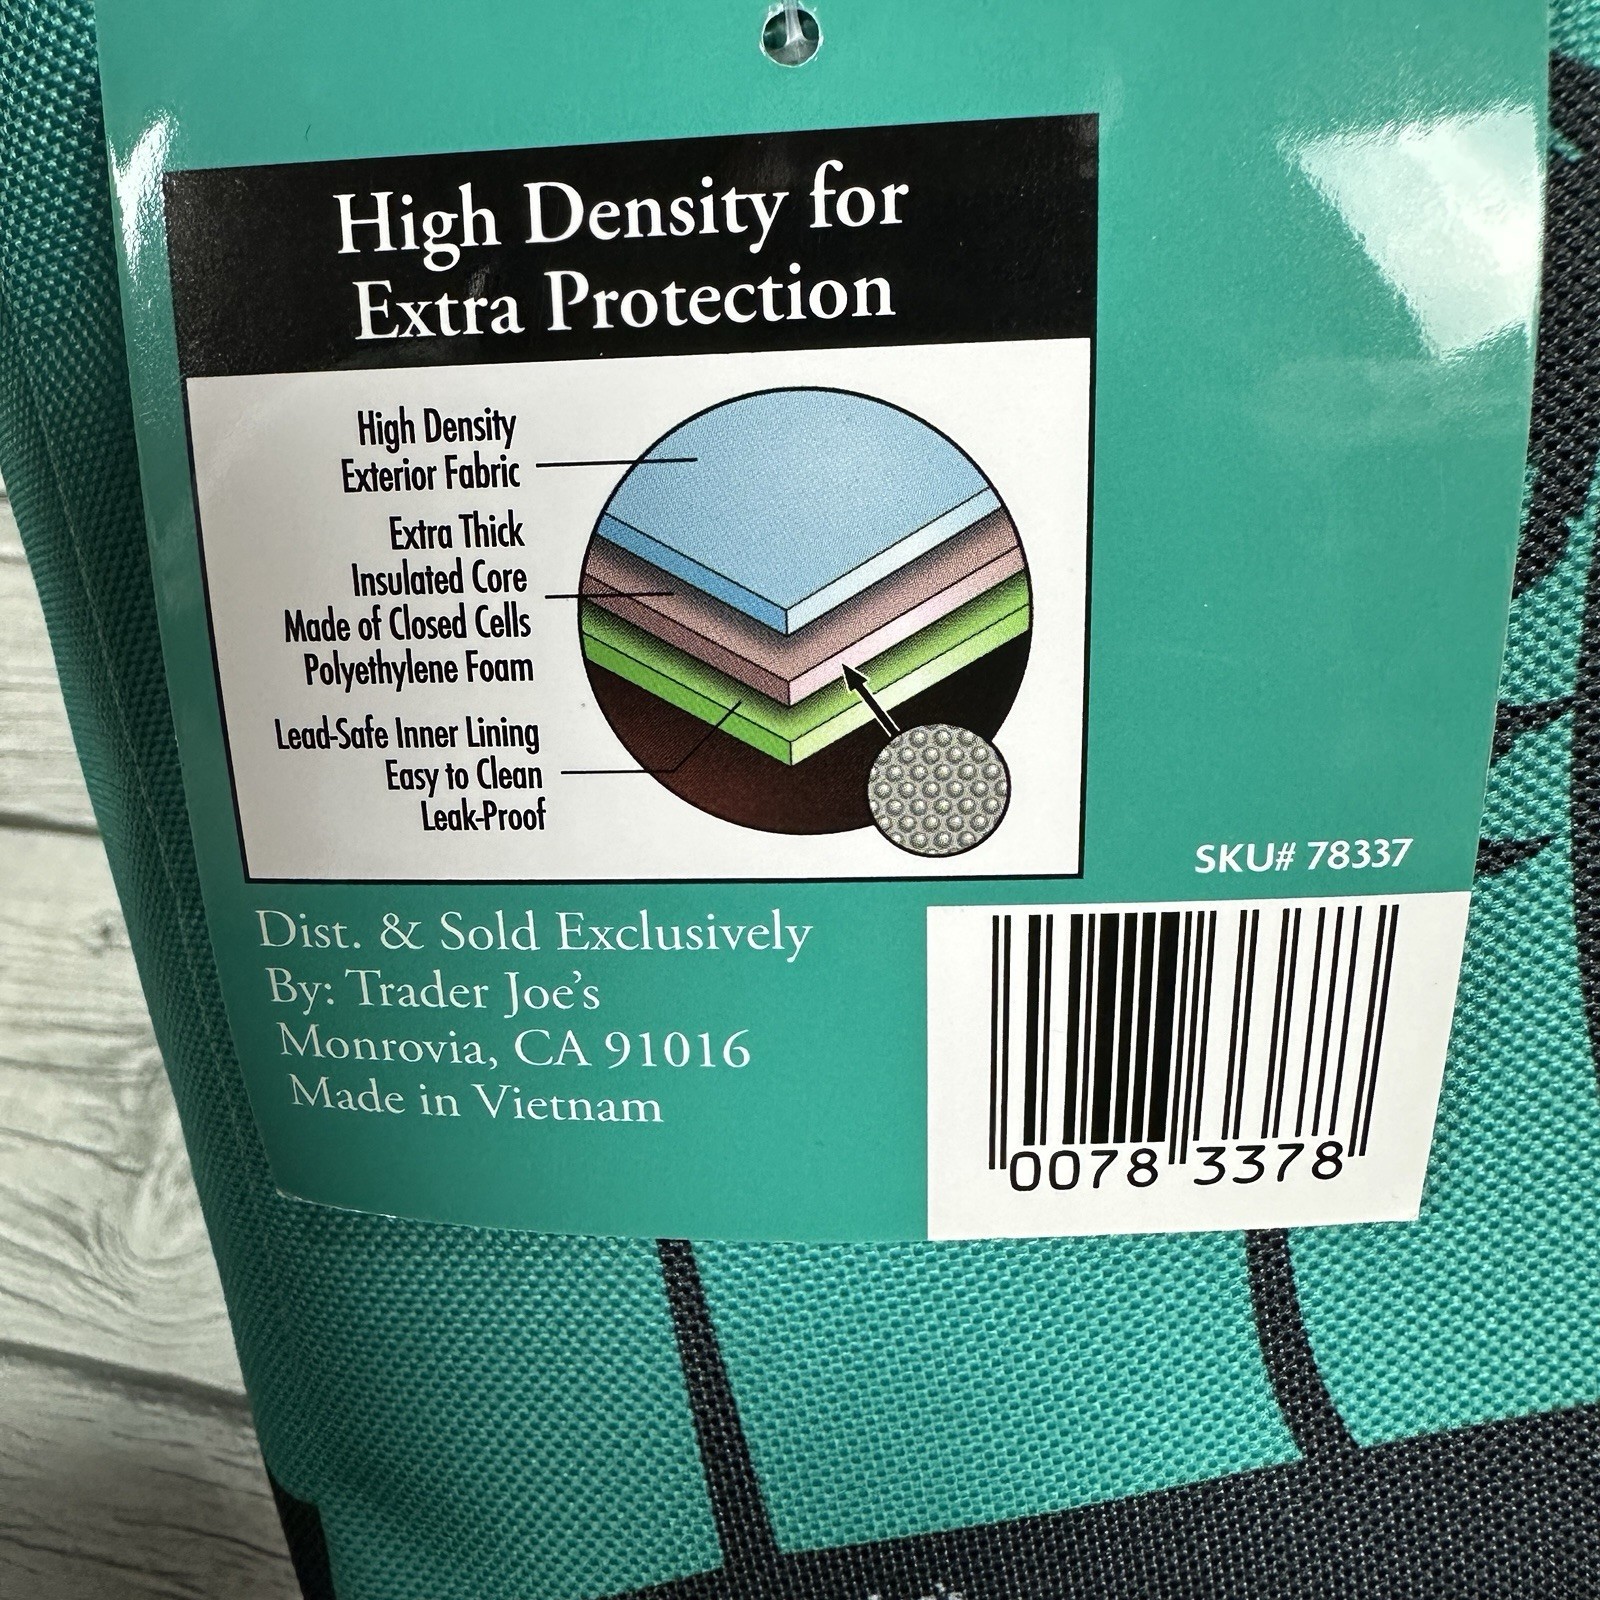 High Density for
Extra Protection
High Density
Exterior Fabric
Extra Thick
Insulated Core
Made of Closed Cells
Polyethylene Foam
Lead-Safe Inner Lining
Easy to Clean
Leak-Proof
SKU# 78337
Dist. & Sold Exclusively
By: Trader Joe's
Monrovia, CA 91016
Made in Vietnam
0078 3378